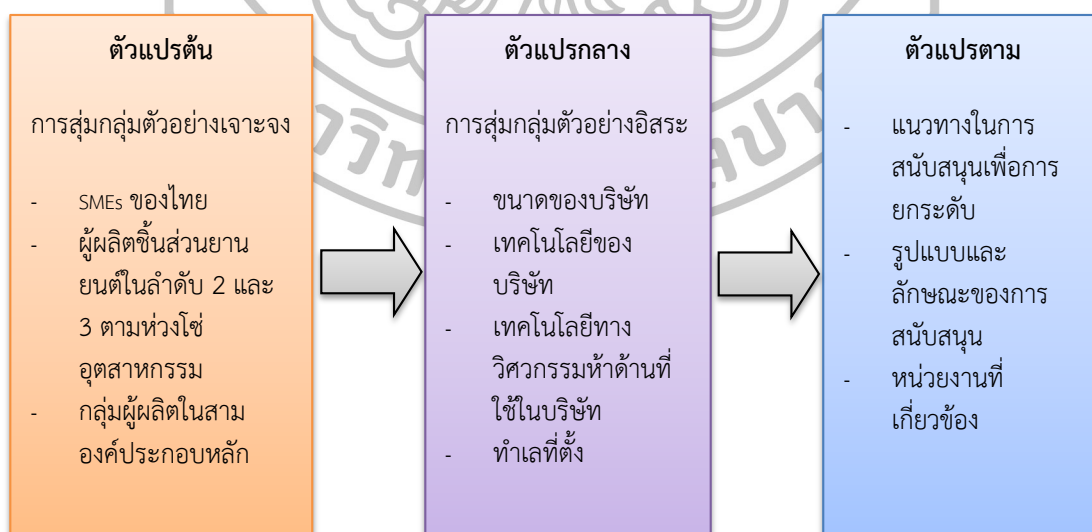 ตัวแปรต้น
การสุ่มกลุ่มตัวอย่างเจาะจง
- SMEs ของไทย
- ผู้ผลิตชิ้นส่วนยาน
ยนต์ในลำดับ 2 และ
3 ตามห่วงโซ่
อุตสาหกรรม
- กลุ่มผู้ผลิตในสาม
องค์ประกอบหลัก
ตัวแปรกลาง
การสุ่มกลุ่มตัวอย่างอิสระ
- ขนาดของบริษัท
- เทคโนโลยีของ
บริษัท
- เทคโนโลยีทาง
วิศวกรรมห้าด้านที่
ใช้ในบริษัท
- ทำเลที่ตั้ง
ตัวแปรตาม
- แนวทางในการ
สนับสนุนเพื่อการ
ยกระดับ
- รูปแบบและ
ลักษณะของการ
สนับสนุน
- หน่วยงานที่
เกี่ยวข้อง